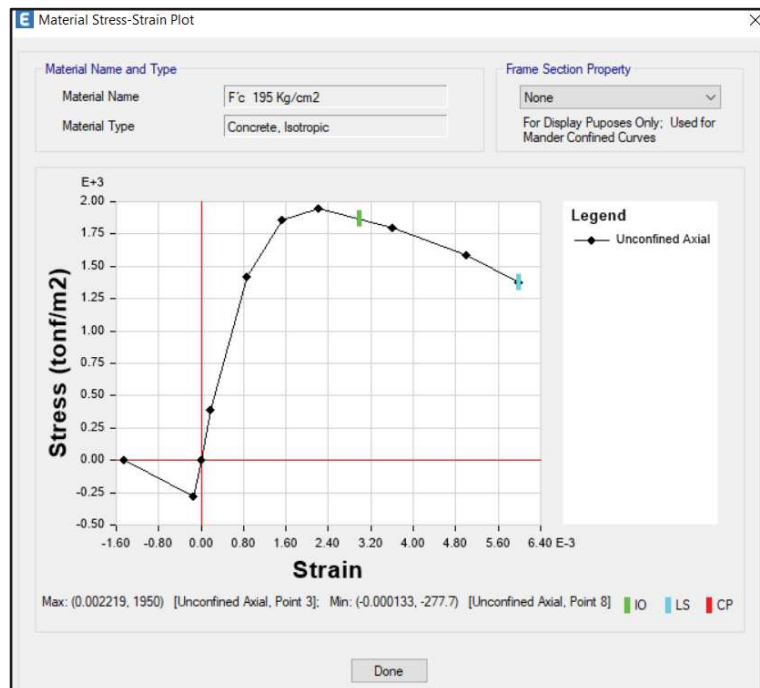 E Material Stress-Strain Plot
Material Name and Type
Material Name F´c 195 Kg/cm2
Material Type Concrete, Isotropic
Frame Section Property
None
For Display Puposes Only; Used for
Mander Confined Curves
E+3
2.00
1.75
1.50
1.25
1.00
0.75
0.50
0.25
0.00
-0.25
-0.50
Stress (tonf/m2)
-1.60 -0.80 0.00 0.80 1.60 2.40 3.20 4.00 4.80 5.60 6.40 E-3
Strain
Legend
Unconfined Axial
Max: (0.002219, 1950) [Unconfined Axial, Point 3]; Min: (-0.000133, -277.7) [Unconfined Axial, Point 8] IO LS CP
Done